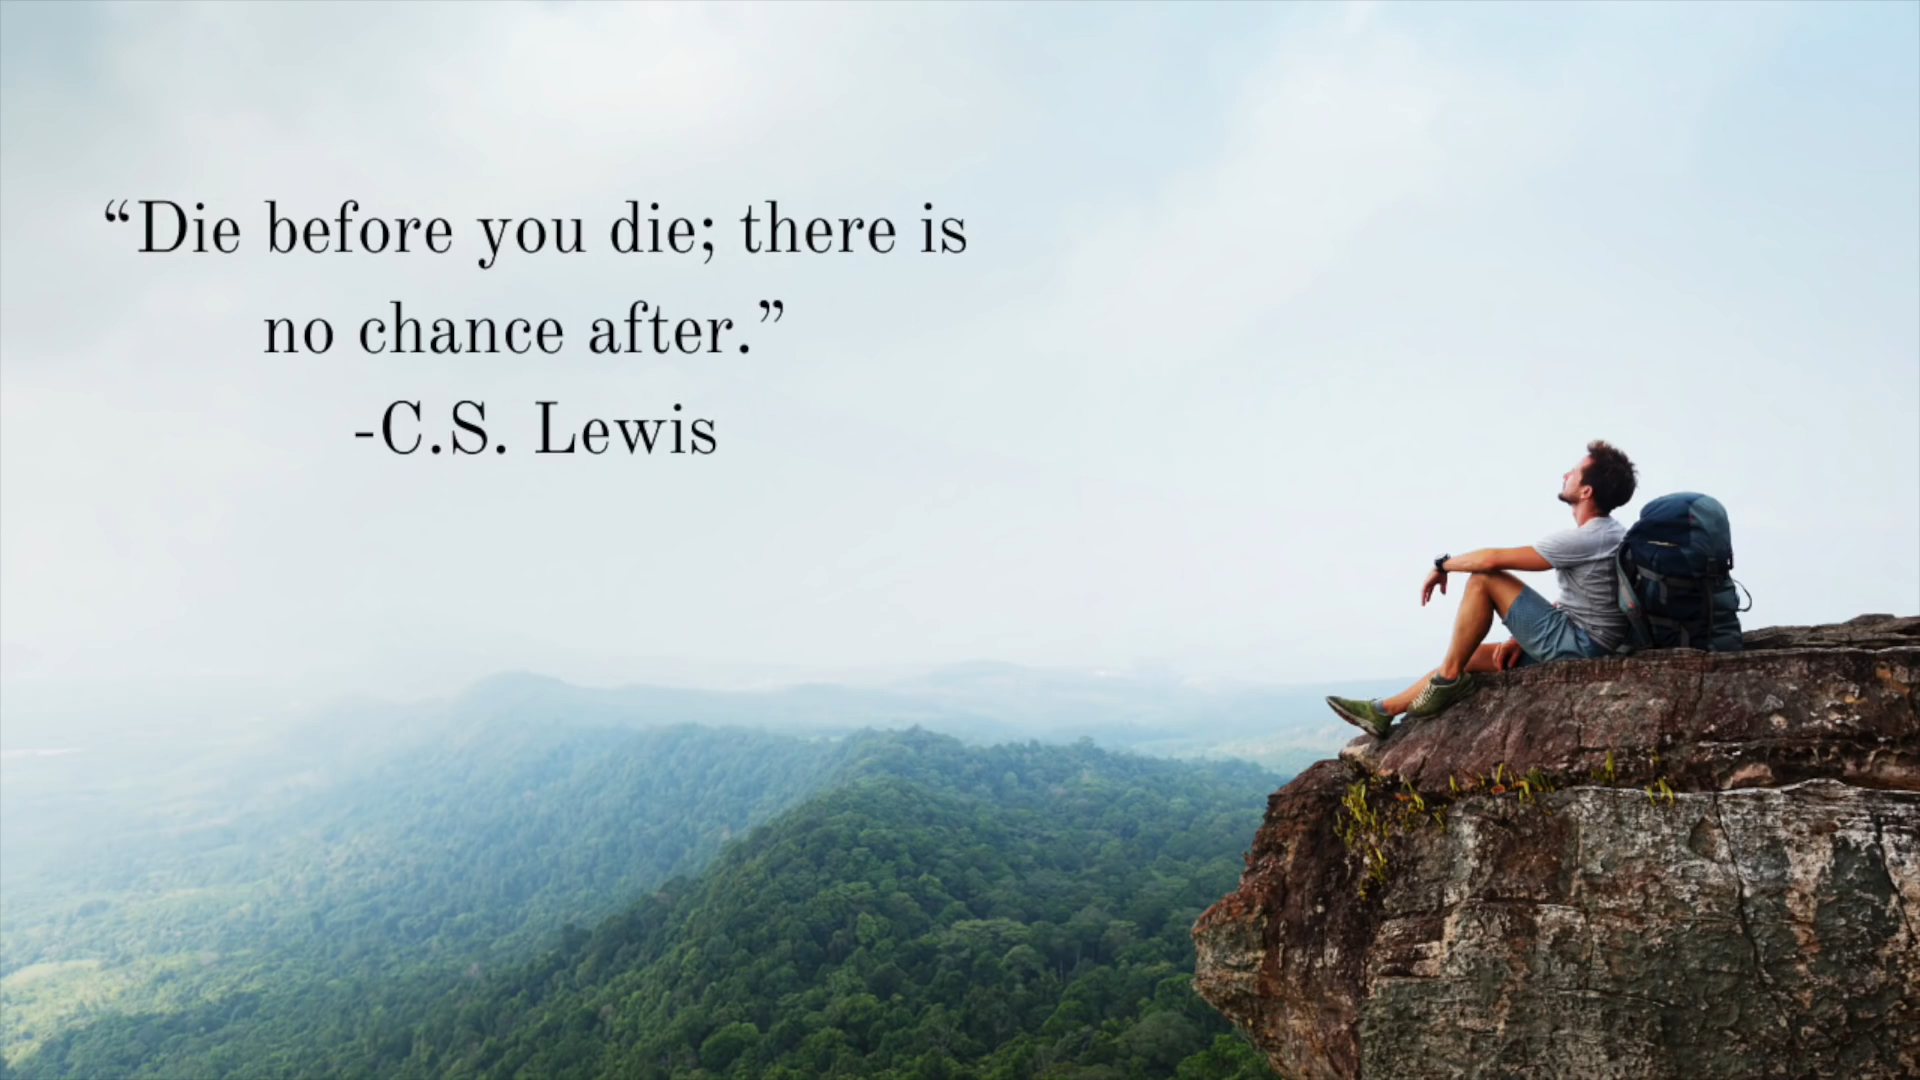 “Die before you die; there is
no chance after.”
-C.S. Lewis